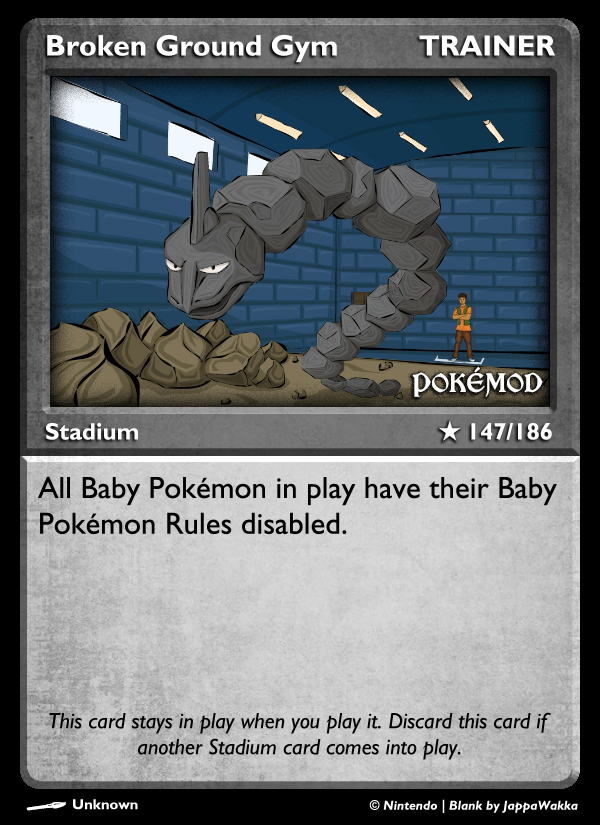 Broken Ground Gym TRAINER
POKÉMOD
Stadium ★ 147/186
All Baby Pokémon in play have their Baby
Pokémon Rules disabled.
This card stays in play when you play it. Discard this card if
another Stadium card comes into play.
Unknown © Nintendo | Blank by JappaWakka